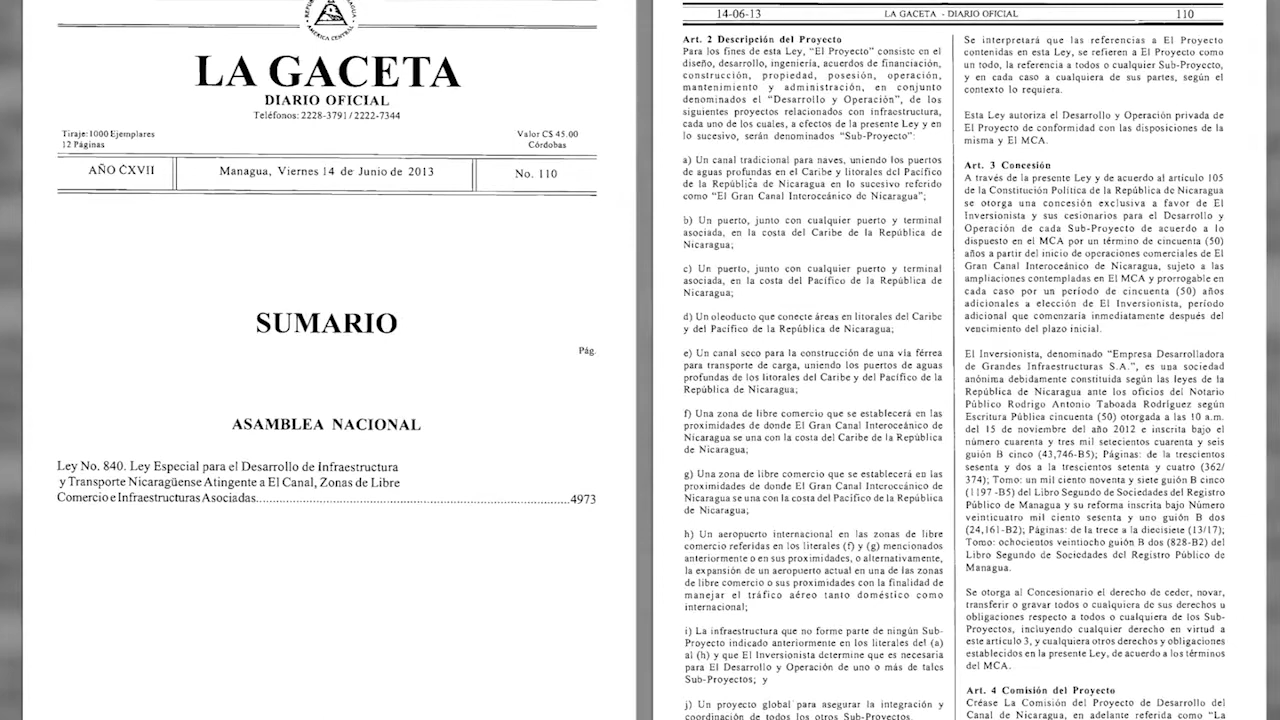 AMERICA CENTRAL
LA GACETA
DIARIO OFICIAL
Teléfonos: 2228-3791 / 2222-7344
Tiraje:1000 Ejemplares
12 Páginas
Valor C$ 45.00
Córdobas
AÑO CXVII
Managua, Viernes 14 de Junio de 2013
No. 110
SUMARIO
Pág.
ASAMBLEA NACIONAL
Ley No. 840. Ley Especial para el Desarrollo de Infraestructura
y Transporte Nicaragüense Atingente a El Canal, Zonas de Libre
Comercio e Infraestructuras Asociadas...............4973
14-06-13
LA GACETA - DIARIO OFICIAL
110
Art. 2 Descripción del Proyecto
Para los fines de esta Ley, “El Proyecto” consiste en el
diseño, desarrollo, ingeniería, acuerdos de financiación,
construcción, propiedad, posesión, operación,
mantenimiento y administración, en conjunto
denominados el “Desarrollo y Operación”, de los
siguientes proyectos relacionados con infraestructura,
cada uno de los cuales, a efectos de la presente Ley y en
lo sucesivo, serán denominados “Sub-Proyecto”:
a) Un canal tradicional para naves, uniendo los puertos
de aguas profundas en el Caribe y litorales del Pacífico
de la República de Nicaragua en lo sucesivo referido
como “El Gran Canal Interoceánico de Nicaragua”;
b) Un puerto, junto con cualquier puerto y terminal
asociada, en la costa del Caribe de la República de
Nicaragua;
c) Un puerto, junto con cualquier puerto y terminal
asociada, en la costa del Pacífico de la República de
Nicaragua;
d) Un oleoducto que conecte áreas en litorales del Caribe
y del Pacífico de la República de Nicaragua;
e) Un canal seco para la construcción de una vía férrea
para transporte de carga, uniendo los puertos de aguas
profundas de los litorales del Caribe y del Pacífico de la
República de Nicaragua;
f) Una zona de libre comercio que se establecerá en las
proximidades de donde El Gran Canal Interoceánico de
Nicaragua se una con la costa del Caribe de la República
de Nicaragua;
g) Una zona de libre comercio que se establecerá en las
proximidades de donde El Gran Canal Interoceánico de
Nicaragua se una con la costa del Pacífico de la República
de Nicaragua;
h) Un aeropuerto internacional en las zonas de libre
comercio referidas en los literales (f) y (g) mencionados
anteriormente o en sus proximidades, o alternativamente,
la expansión de un aeropuerto actual en una de las zonas
de libre comercio o sus proximidades con la finalidad de
manejar el tráfico aéreo tanto doméstico como
internacional;
i) La infraestructura que no forme parte de ningún Sub-
Proyecto indicado anteriormente en los literales del (a)
al (h) y que El Inversionista determine que es necesaria
para El Desarrollo y Operación de uno o más de tales
Sub-Proyectos; y
j) Un proyecto global para asegurar la integración y
coordinación de todos los otros Sub-Proyectos.
Se interpretará que las referencias a El Proyecto
contenidas en esta Ley, se refieren a El Proyecto como
un todo, la referencia a todos o cualquier Sub-Proyecto,
y en cada caso a cualquiera de sus partes, según el
contexto lo requiera.
Esta Ley autoriza el Desarrollo y Operación privada de
El Proyecto de conformidad con las disposiciones de la
misma y El MCA.
Art. 3 Concesión
A través de la presente Ley y de acuerdo al artículo 105
de la Constitución Política de la República de Nicaragua
se otorga una concesión exclusiva a favor de El
Inversionista y sus cesionarios para el Desarrollo y
Operación de cada Sub-Proyecto de acuerdo a lo
dispuesto en el MCA por un término de cincuenta (50)
años a partir del inicio de operaciones comerciales de El
Gran Canal Interoceánico de Nicaragua, sujeto a las
ampliaciones contempladas en El MCA y prorrogable en
cada caso por un período de cincuenta (50) años
adicionales a elección de El Inversionista, período
adicional que comenzaría inmediatamente después del
vencimiento del plazo inicial.
El Inversionista, denominado “Empresa Desarrolladora
de Grandes Infraestructuras S.A.”, es una sociedad
anónima debidamente constituida según las leyes de la
República de Nicaragua ante los oficios del Notario
Público Rodrigo Antonio Taboada Rodríguez según
Escritura Pública cincuenta (50) otorgada a las 10 a.m.
del 15 de noviembre del año 2012 e inscrita bajo el
número cuarenta y tres mil setecientos cuarenta y seis
guión B cinco (43,746-B5); Páginas: de la trescientos
sesenta y dos a la trescientos setenta y cuatro (362/
374); Tomo: un mil ciento noventa y siete guión B cinco
(1197 -B5) del Libro Segundo de Sociedades del Registro
Público de Managua y su reforma inscrita bajo Número
veinticuatro mil ciento sesenta y uno guión B dos
(24,161-B2); Páginas: de la trece a la diecisiete (13/17);
Tomo: ochocientos veintiocho guión B dos (828-B2) del
Libro Segundo de Sociedades del Registro Público de
Managua.
Se otorga al Concesionario el derecho de ceder, novar,
transferir o gravar todos o cualquiera de sus derechos u
obligaciones respecto a todos o cualquiera de los Sub-
Proyectos, incluyendo cualquier derecho en virtud a
este artículo 3, y cualquiera otros derechos y obligaciones
establecidos en la presente Ley, de acuerdo a los términos
del MCA.
Art. 4 Comisión del Proyecto
Créase La Comisión del Proyecto de Desarrollo del
Canal de Nicaragua, en adelante referida como “La